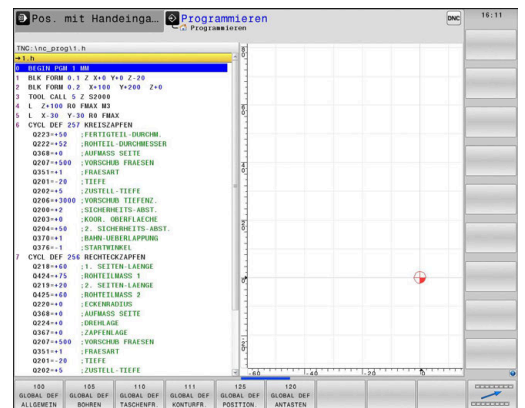 Pos. mit Handeinga… Programmieren
Programmieren
DNC
16:11
TNC:\nc_prog\1.h
→1.h
0 BEGIN PGM 1 MM
1 BLK FORM 0.1 Z X+0 Y+0 Z-20
2 BLK FORM 0.2 X+100 Y+200 Z+0
3 TOOL CALL 5 Z S2000
4 L Z+100 R0 FMAX M3
5 L X-30 Y-30 R0 FMAX
6 CYCL DEF 257 KREISZAPFEN
Q223=+50 ;FERTIGTEIL-DURCHM.
Q222=+52 ;ROHTEIL-DURCHMESSER
Q368=+0 ;AUFMASS SEITE
Q207=+500 ;VORSCHUB FRAESEN
Q351=+1 ;FRAESART
Q201=-20 ;TIEFE
Q202=+5 ;ZUSTELL-TIEFE
Q206=+3000 ;VORSCHUB TIEFENZ.
Q200=+2 ;SICHERHEITS-ABST.
Q203=+0 ;KOOR. OBERFLAECHE
Q204=+50 ;2. SICHERHEITS-ABST.
Q370=+1 ;BAHN-UEBERLAPPUNG
Q376=-1 ;STARTWINKEL
7 CYCL DEF 256 RECHTECKZAPFEN
Q218=+60 ;1. SEITEN-LAENGE
Q424=+75 ;ROHTEILMASS 1
Q219=+20 ;2. SEITEN-LAENGE
Q425=+60 ;ROHTEILMASS 2
Q220=+0 ;ECKENRADIUS
Q368=+0 ;AUFMASS SEITE
Q224=+0 ;DREHLAGE
Q367=+0 ;ZAPFENLAGE
Q207=+500 ;VORSCHUB FRAESEN
Q351=+1 ;FRAESART
Q201=-20 ;TIEFE
Q202=+5 ;ZUSTELL-TIEFE
-60 -40 -20 0
100 GLOBAL DEF ALLGEMEIN
105 GLOBAL DEF BOHREN
110 GLOBAL DEF TASCHENFR.
111 GLOBAL DEF KONTURFR.
125 GLOBAL DEF POSITION.
120 GLOBAL DEF ANTASTEN